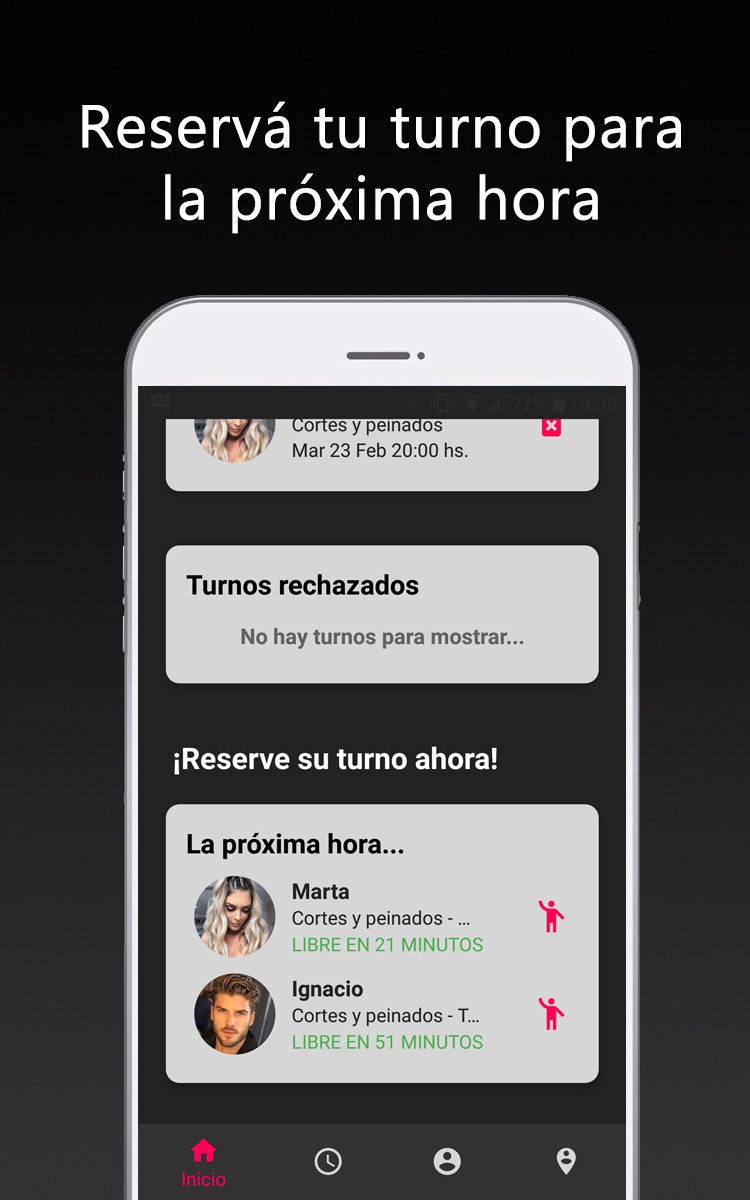 Reservá tu turno para
la próxima hora
77% 19:39
Cortes y peinados
Mar 23 Feb 20:00 hs.
Turnos rechazados
No hay turnos para mostrar...
¡Reserve su turno ahora!
La próxima hora...
Marta
Cortes y peinados - ...
LIBRE EN 21 MINUTOS
Ignacio
Cortes y peinados - T...
LIBRE EN 51 MINUTOS
Inicio